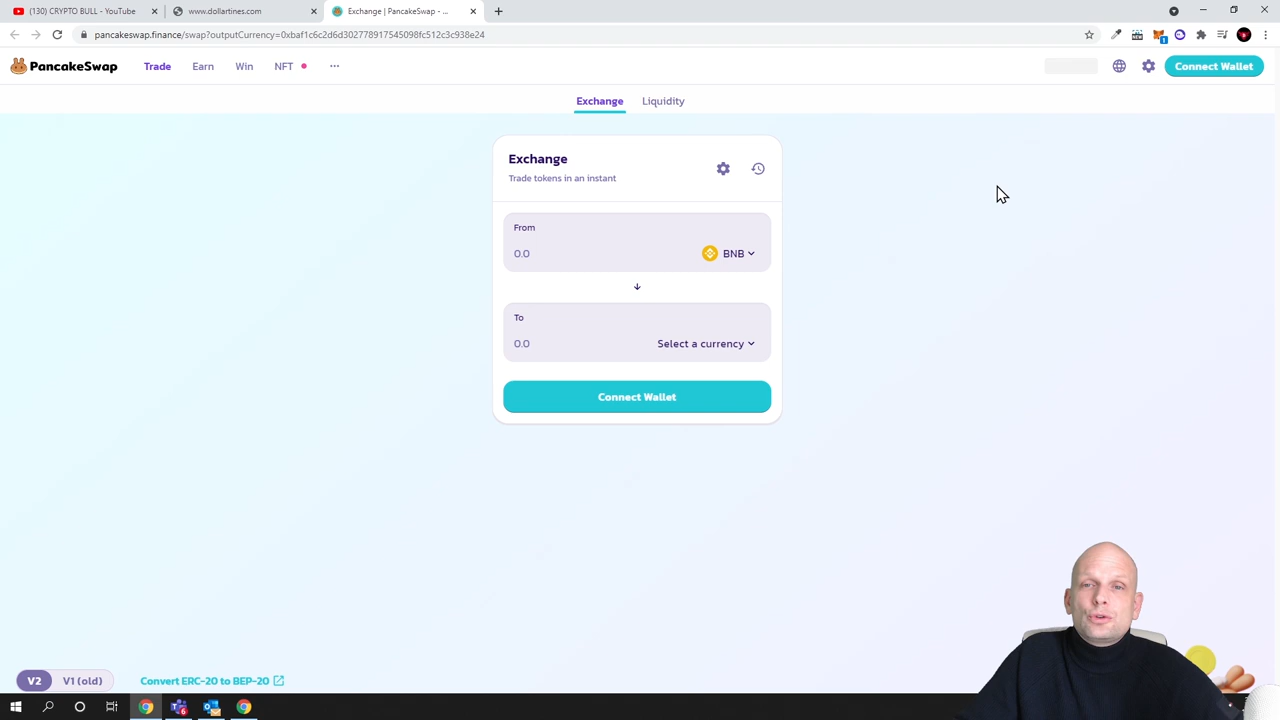 (130) CRYPTO BULL - YouTube
www.dollartines.com
Exchange | PancakeSwap - ...
pancakeswap.finance/swap?outputCurrency=0xbaf1c6c2d6d302778917545098fc512c3c938e24
PancakeSwap
Trade
Earn
Win
NFT
Connect Wallet
Exchange
Liquidity
Exchange
Trade tokens in an instant
From
0.0
BNB
To
0.0
Select a currency
Connect Wallet
V2
V1 (old)
Convert ERC-20 to BEP-20